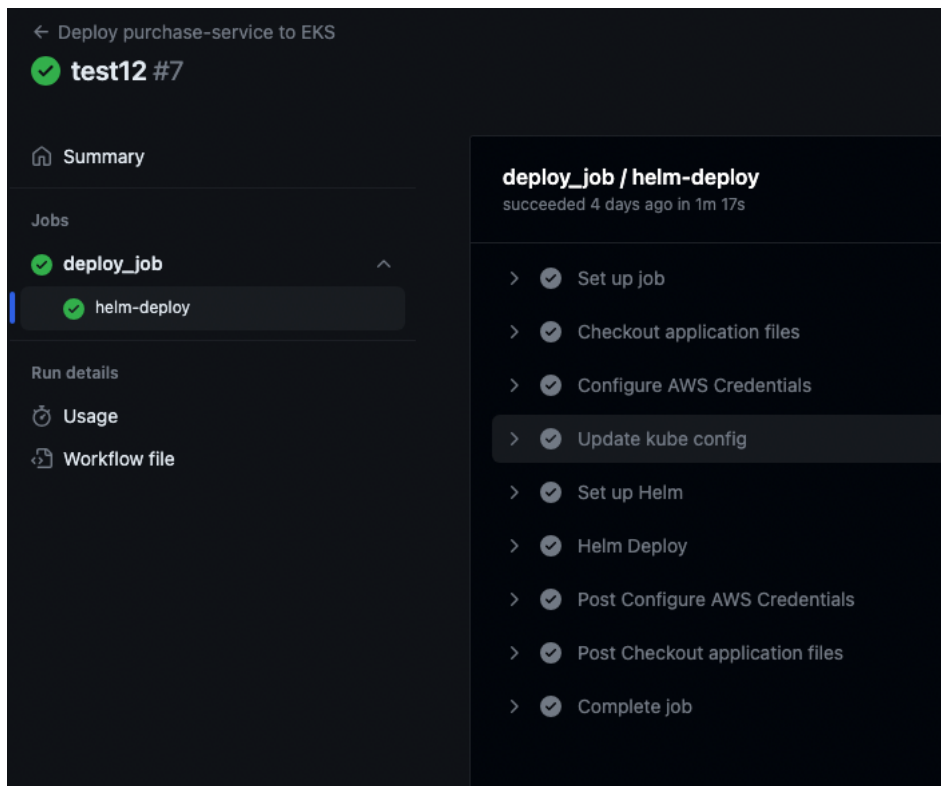 Deploy purchase-service to EKS
test12 #7
Summary
Jobs
deploy_job
helm-deploy
Run details
Usage
Workflow file
deploy_job / helm-deploy
succeeded 4 days ago in 1m 17s
Set up job
Checkout application files
Configure AWS Credentials
Update kube config
Set up Helm
Helm Deploy
Post Configure AWS Credentials
Post Checkout application files
Complete job